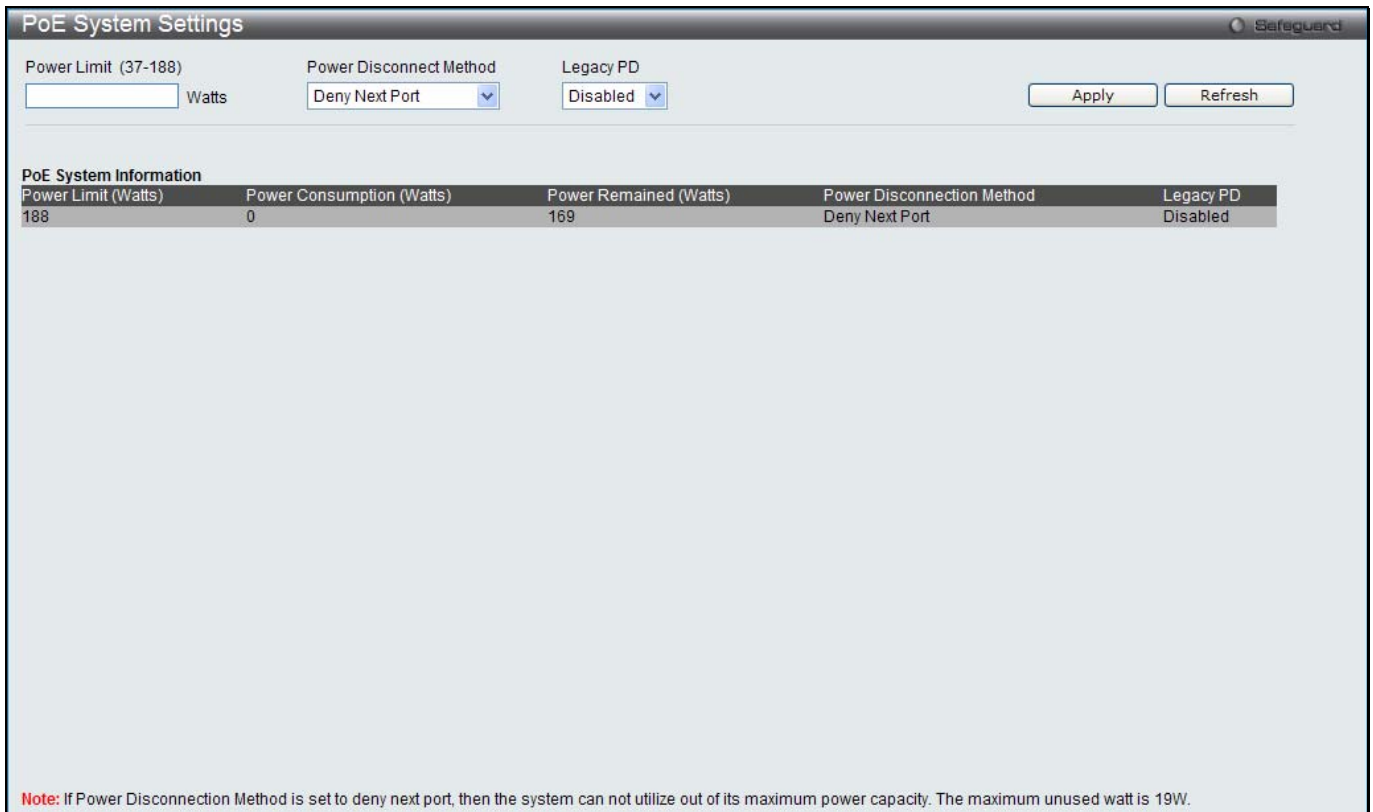 PoE System Settings
Safeguard
Power Limit (37-188)
Power Disconnect Method
Legacy PD
Watts
Deny Next Port
Disabled
Apply
Refresh
PoE System Information
Power Limit (Watts) Power Consumption (Watts) Power Remained (Watts) Power Disconnection Method Legacy PD
188 0 169 Deny Next Port Disabled
Note: If Power Disconnection Method is set to deny next port, then the system can not utilize out of its maximum power capacity. The maximum unused watt is 19W.